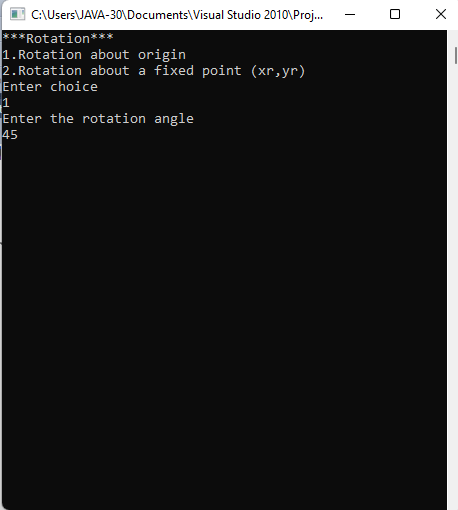 C:\Users\JAVA-30\Documents\Visual Studio 2010\Proj...
***Rotation***
1.Rotation about origin
2.Rotation about a fixed point (xr,yr)
Enter choice
1
Enter the rotation angle
45